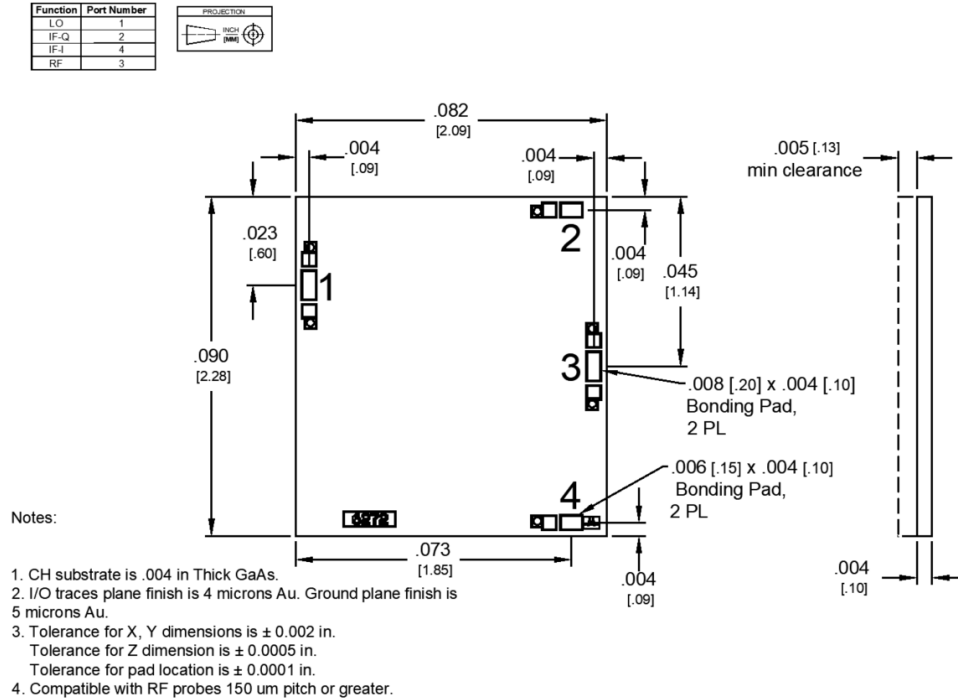 Function Port Number
LO 1
IF-Q 2
IF-I 4
RF 3
PROJECTION
INCH
[MM]
.082
[2.09]
.004
[.09]
.004
[.09]
.005 [.13]
min clearance
.023
[.60]
2
.004
[.09]
.045
[1.14]
1
.090
[2.28]
3
.008 [.20] x .004 [.10]
Bonding Pad,
2 PL
.006 [.15] x .004 [.10]
Bonding Pad,
2 PL
4
.073
[1.85]
.004
[.09]
.004
[.10]
Notes:
1. CH substrate is .004 in Thick GaAs.
2. I/O traces plane finish is 4 microns Au. Ground plane finish is
5 microns Au.
3. Tolerance for X, Y dimensions is ± 0.002 in.
Tolerance for Z dimension is ± 0.0005 in.
Tolerance for pad location is ± 0.0001 in.
4. Compatible with RF probes 150 um pitch or greater.